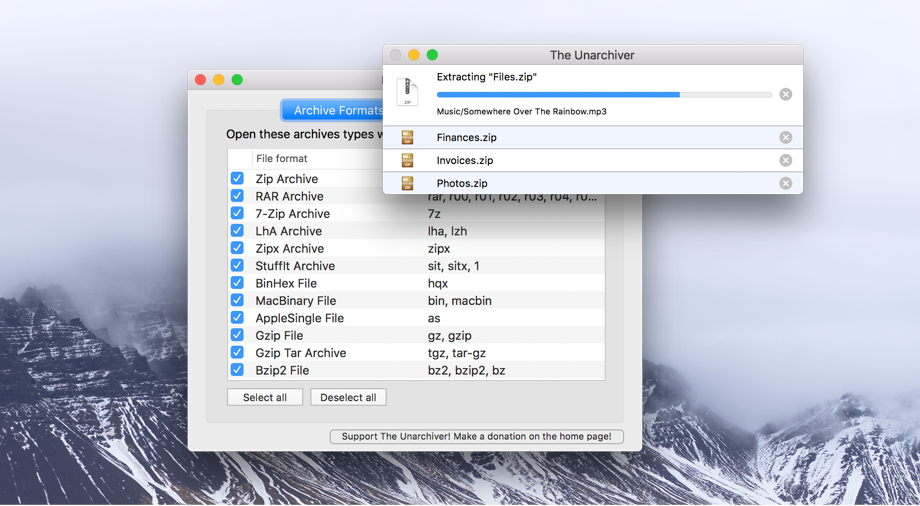 The Unarchiver
Extracting "Files.zip"
ZIP
Music/Somewhere Over The Rainbow.mp3
Finances.zip
Invoices.zip
Photos.zip
Archive Formats
Open these archives types
File format
Zip Archive
RAR Archive rar, r00, r01, r02, r03, r04, r0...
7-Zip Archive 7z
LhA Archive lha, lzh
Zipx Archive zipx
StuffIt Archive sit, sitx, 1
BinHex File hqx
MacBinary File bin, macbin
AppleSingle File as
Gzip File gz, gzip
Gzip Tar Archive tgz, tar-gz
Bzip2 File bz2, bzip2, bz
Select all Deselect all
Support The Unarchiver! Make a donation on the home page!